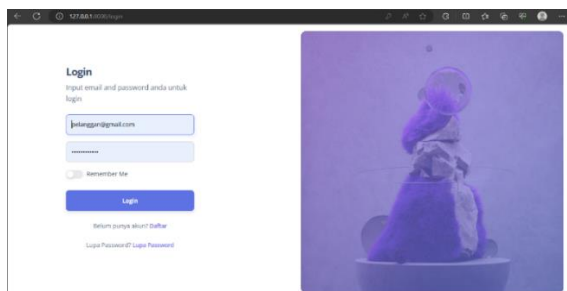 127.0.0.1:8000/login
Login
Input email and password anda untuk
login
pelanggan@gmail.com
Remember Me
Login
Belum punya akun? Daftar
Lupa Password? Lupa Password